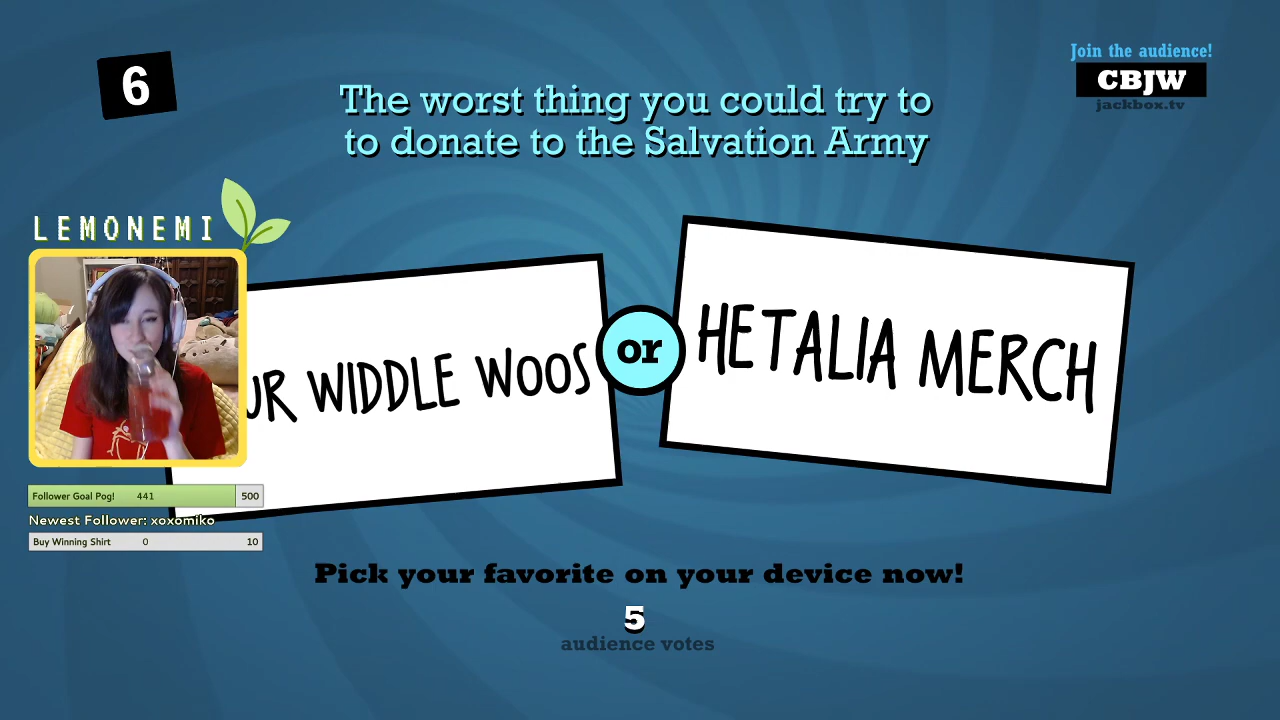 6
Join the audience!
CBJW
jackbox.tv
The worst thing you could try to
to donate to the Salvation Army
LEMONEMI
UR WIDDLE WOOS
or
HETALIA MERCH
Follower Goal Pog! 441 500
Newest Follower: xoxomiko
Buy Winning Shirt 0 10
Pick your favorite on your device now!
5
audience votes